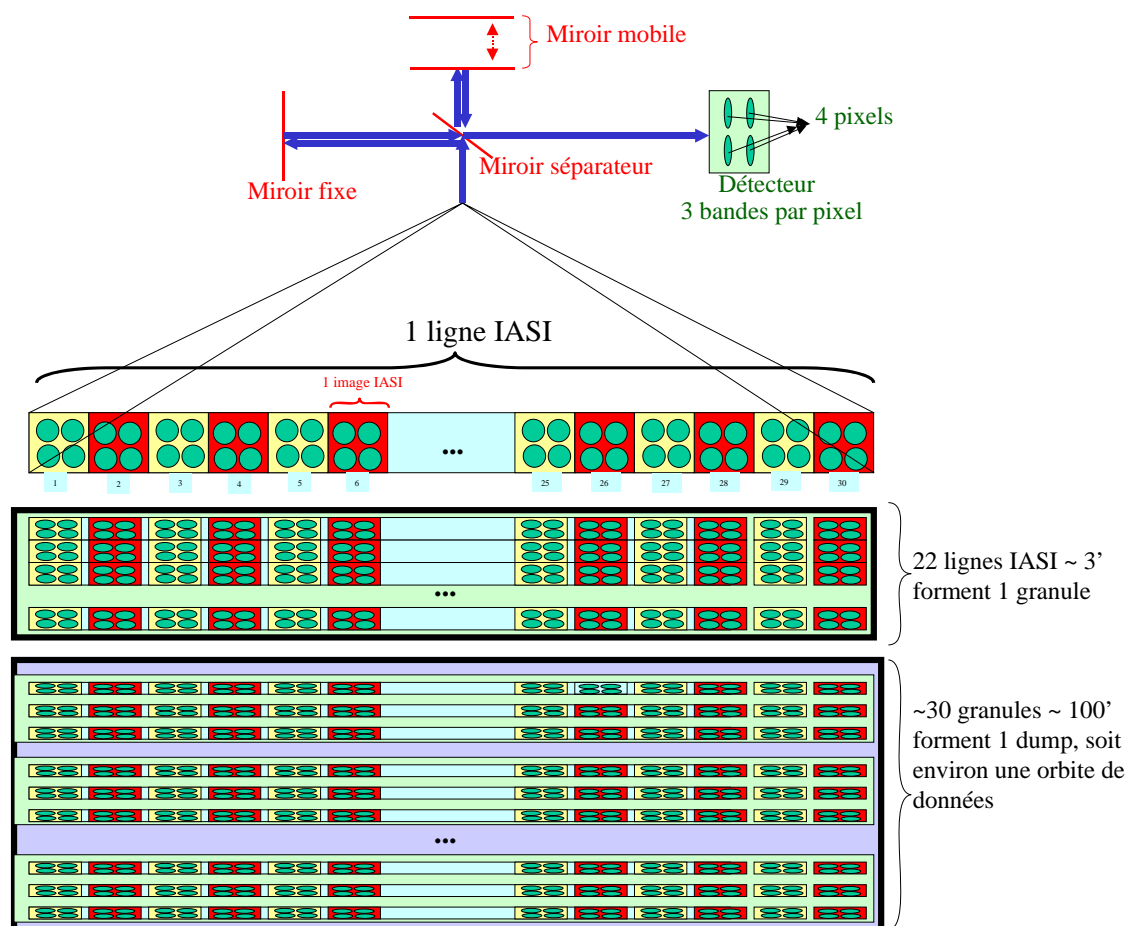 Miroir mobile
4 pixels
Miroir séparateur
Miroir fixe
Détecteur
3 bandes par pixel
1 ligne IASI
1 image IASI
...
1 2 3 4 5 6 25 26 27 28 29 30
22 lignes IASI ~ 3’
forment 1 granule
...
~30 granules ~ 100’
forment 1 dump, soit
environ une orbite de
données
...